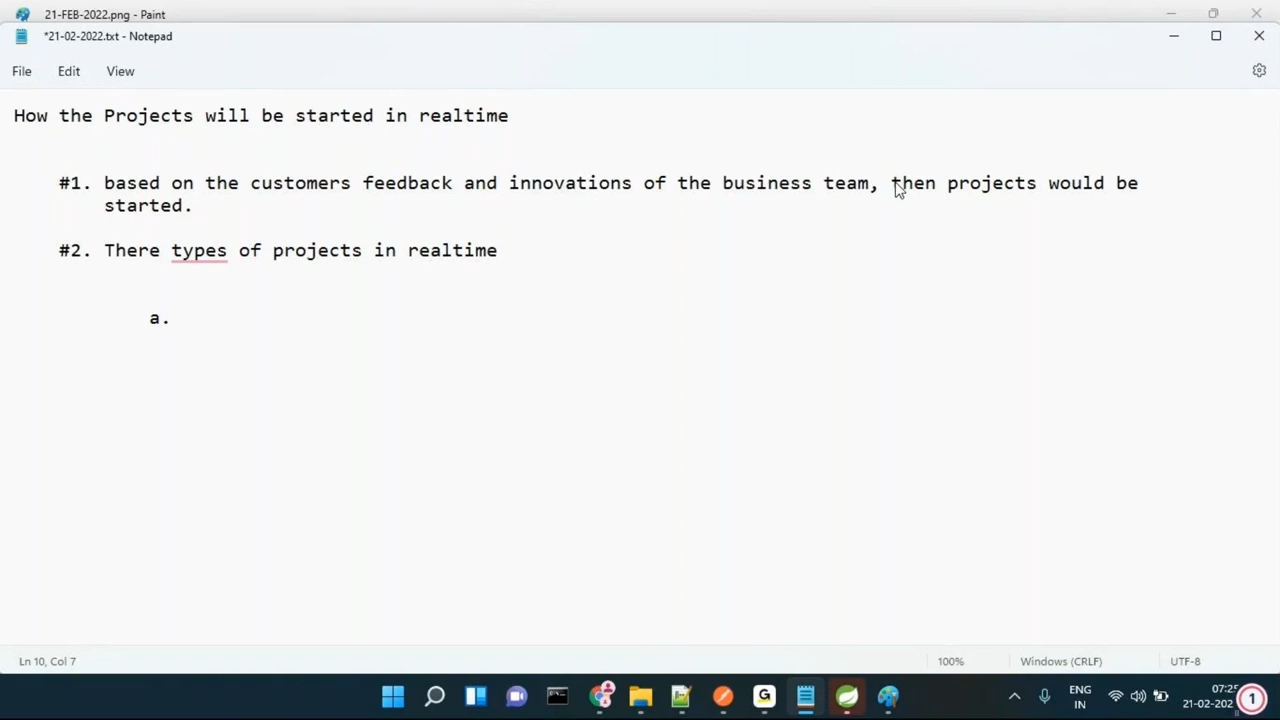 21-FEB-2022.png - Paint
*21-02-2022.txt - Notepad
File Edit View
How the Projects will be started in realtime
#1. based on the customers feedback and innovations of the business team, then projects would be
started.
#2. There types of projects in realtime
a.
Ln 10, Col 7 100% Windows (CRLF) UTF-8
ENG
IN
21-02-202
1